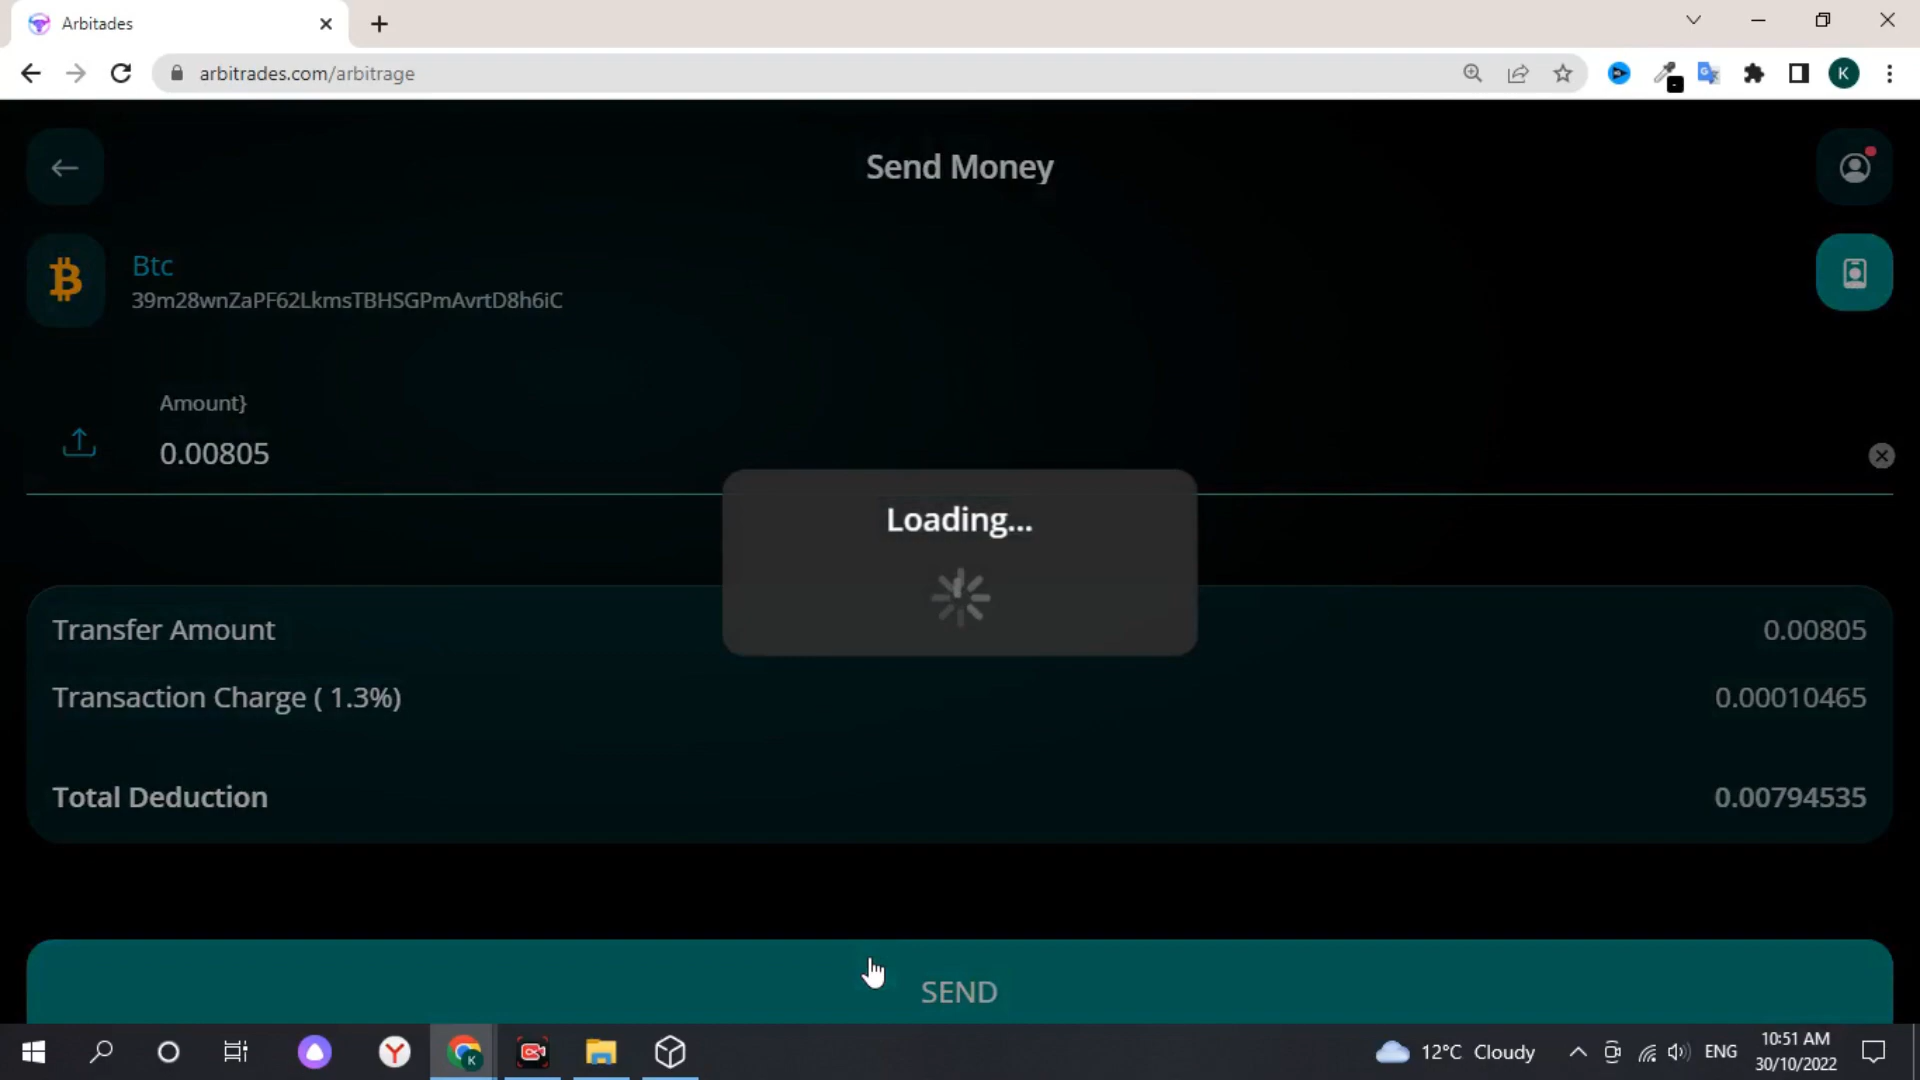 Arbitades
arbitrades.com/arbitrage
K
Send Money
Btc
39m28wnZaPF62LkmsTBHSGPmAvrtD8h6iC
Amount}
0.00805
Loading...
Transfer Amount
0.00805
Transaction Charge ( 1.3%)
0.00010465
Total Deduction
0.00794535
SEND
K
12°C Cloudy
ENG
10:51 AM
30/10/2022